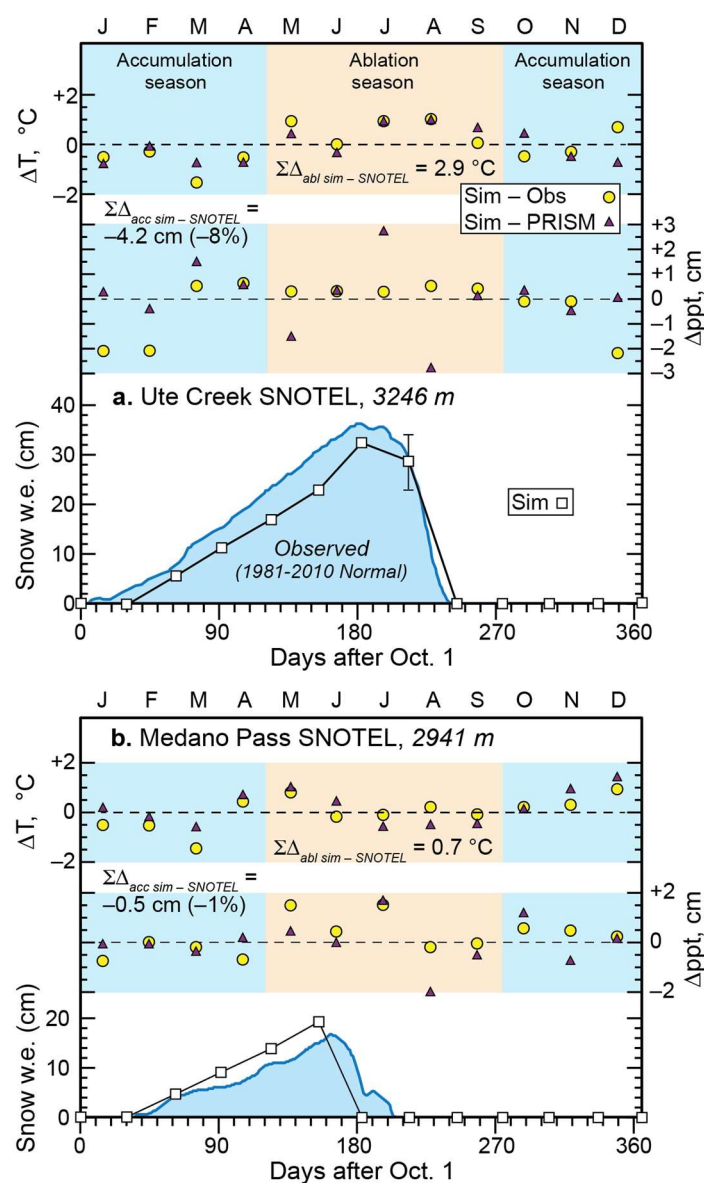 J F M A M J J A S O N D
Accumulation season
Ablation season
Accumulation season
+2
0
−2
ΔT, °C
ΣΔabl sim – SNOTEL = 2.9 °C
Sim – Obs
Sim – PRISM
ΣΔacc sim – SNOTEL =
–4.2 cm (–8%)
+3
+2
+1
0
−1
−2
−3
Δppt, cm
a. Ute Creek SNOTEL, 3246 m
40
30
20
10
0
Snow w.e. (cm)
Sim
Observed
(1981-2010 Normal)
0 90 180 270 360
Days after Oct. 1
J F M A M J J A S O N D
b. Medano Pass SNOTEL, 2941 m
+2
0
−2
ΔT, °C
ΣΔabl sim – SNOTEL = 0.7 °C
ΣΔacc sim – SNOTEL =
–0.5 cm (–1%)
+2
0
−2
Δppt, cm
20
10
0
Snow w.e. (cm)
0 90 180 270 360
Days after Oct. 1